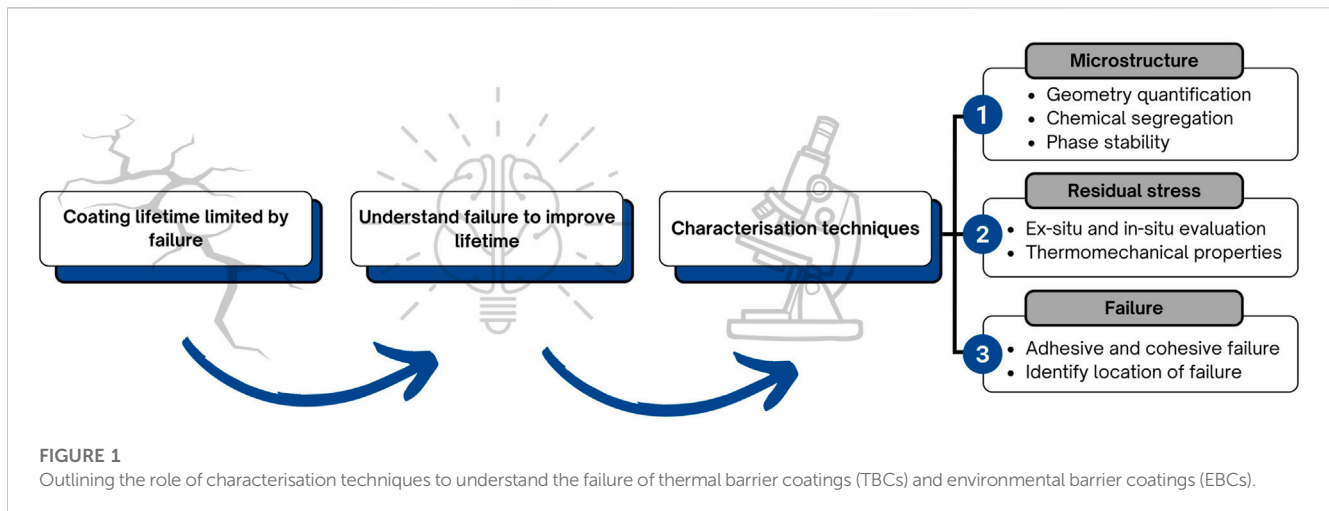 Coating lifetime limited by
failure
Understand failure to improve
lifetime
Characterisation techniques
1
Microstructure
• Geometry quantification
• Chemical segregation
• Phase stability
2
Residual stress
• Ex-situ and in-situ evaluation
• Thermomechanical properties
3
Failure
• Adhesive and cohesive failure
• Identify location of failure
FIGURE 1
Outlining the role of characterisation techniques to understand the failure of thermal barrier coatings (TBCs) and environmental barrier coatings (EBCs).